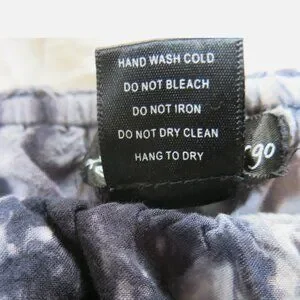 HAND WASH COLD
DO NOT BLEACH
DO NOT IRON
DO NOT DRY CLEAN
HANG TO DRY